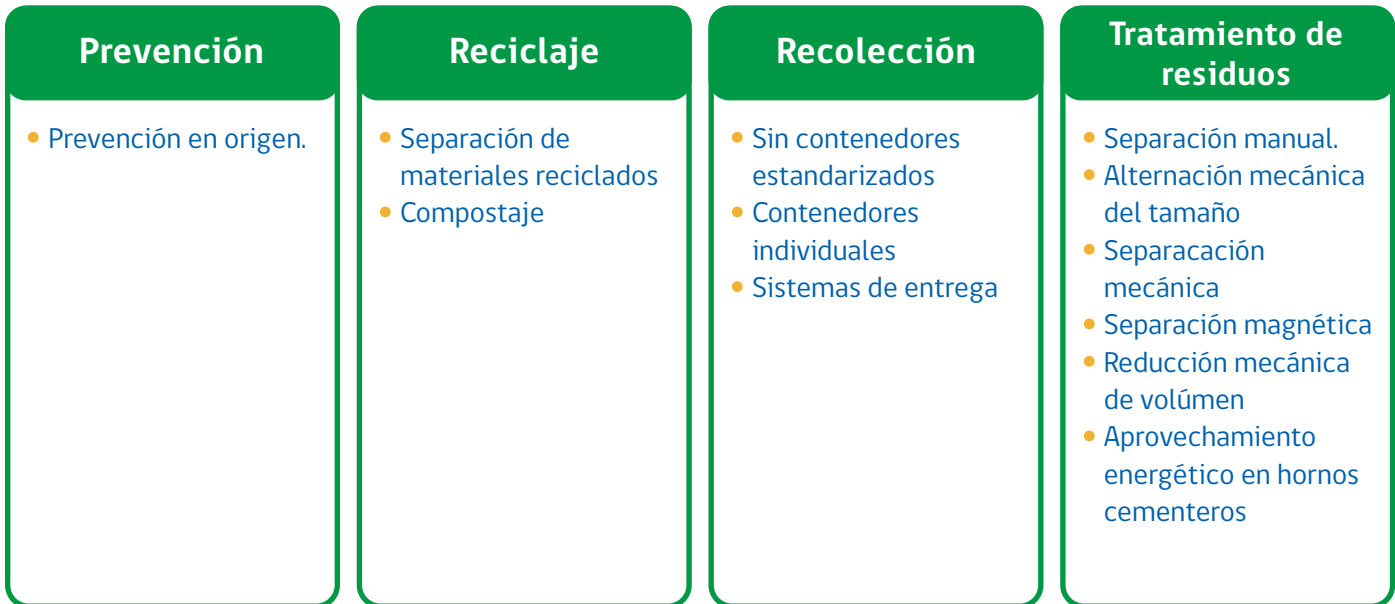 Prevención
• Prevención en origen.
Reciclaje
• Separación de
materiales reciclados
• Compostaje
Recolección
• Sin contenedores
estandarizados
• Contenedores
individuales
• Sistemas de entrega
Tratamiento de
residuos
• Separación manual.
• Alternación mecánica
del tamaño
• Separacación
mecánica
• Separación magnética
• Reducción mecánica
de volúmen
• Aprovechamiento
energético en hornos
cementeros